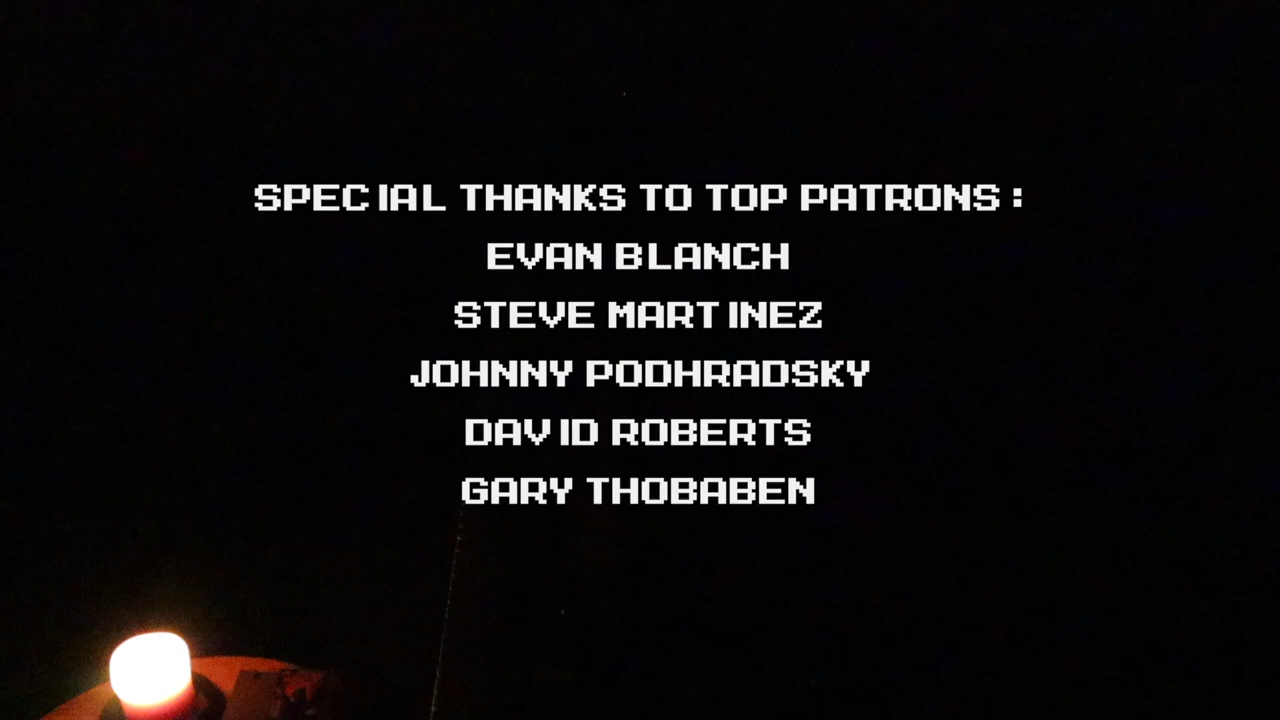 SPECIAL THANKS TO TOP PATRONS:
EVAN BLANCH
STEVE MARTINEZ
JOHNNY PODHRADSKY
DAVID ROBERTS
GARY THOBABEN